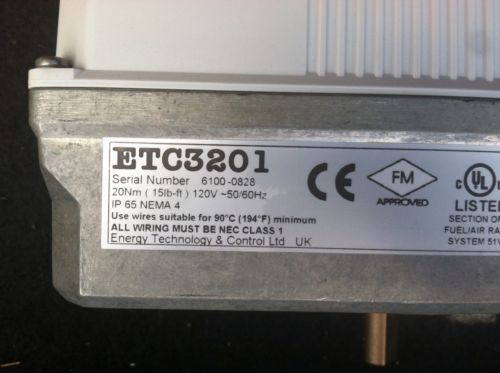 ETC3201
Serial Number 6100-0828
20Nm ( 15lb-ft ) 120V ~50/60Hz
IP 65 NEMA 4
Use wires suitable for 90°C (194°F) minimum
ALL WIRING MUST BE NEC CLASS 1
Energy Technology & Control Ltd UK
CE
FM
APPROVED
C UL
LISTE
SECTION O
FUEL/AIR RA
SYSTEM 51